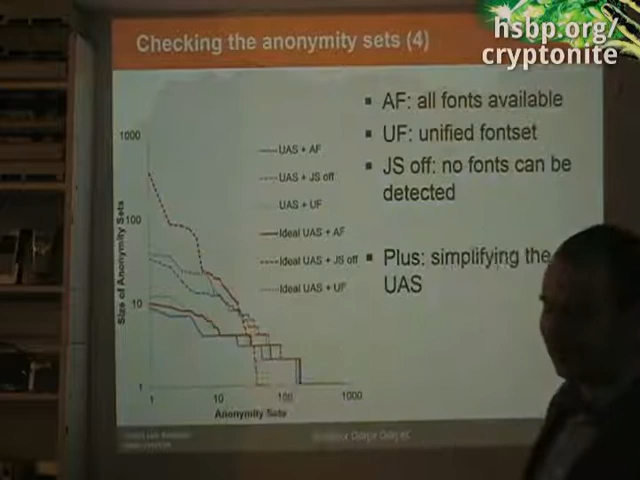 hsbp.org/
cryptonite
Checking the anonymity sets (4)
AF: all fonts available
UF: unified fontset
JS off: no fonts can be
detected
Plus: simplifying the
UAS
1000
100
10
1
Size of Anonymity Sets
UAS + AF
UAS + JS off
UAS + UF
Ideal UAS + AF
Ideal UAS + JS off
Ideal UAS + UF
1
10
100
1000
Anonymity Sets